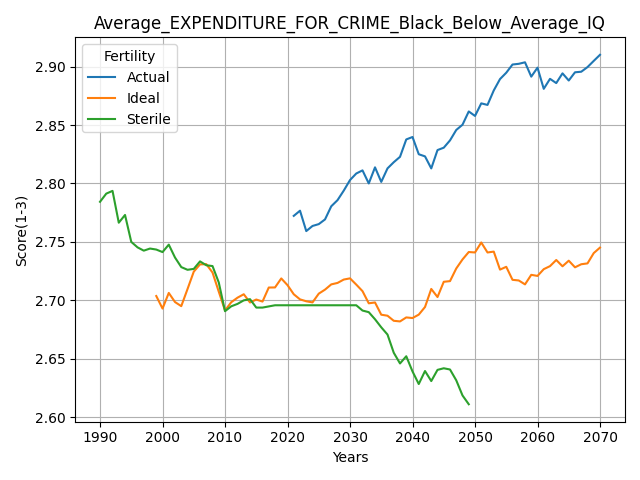 Average_EXPENDITURE_FOR_CRIME_Black_Below_Average_IQ
Fertility
Actual
Ideal
Sterile
Score(1-3)
2.90
2.85
2.80
2.75
2.70
2.65
2.60
1990 2000 2010 2020 2030 2040 2050 2060 2070
Years